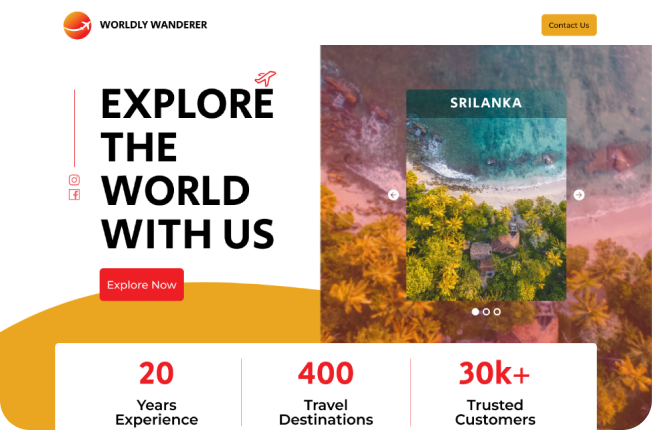 WORLDLY WANDERER
Contact Us
EXPLORE
THE
WORLD
WITH US
Explore Now
SRILANKA
20
Years
Experience
400
Travel
Destinations
30k+
Trusted
Customers